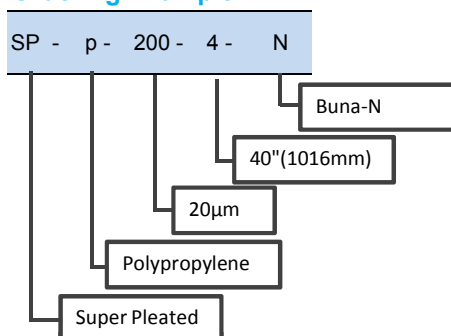 SP - p - 200 - 4 - N
Buna-N
40"(1016mm)
20µm
Polypropylene
Super Pleated